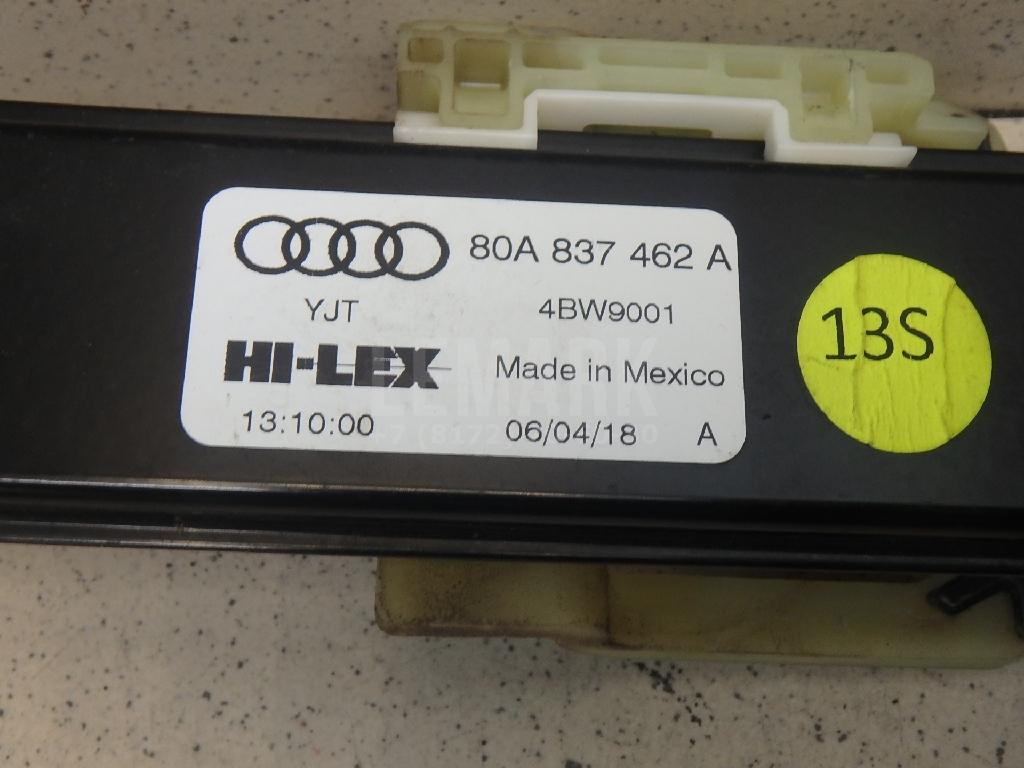 80A 837 462 A
YJT 4BW9001
HI-LEX Made in Mexico
13:10:00 06/04/18 A
13S